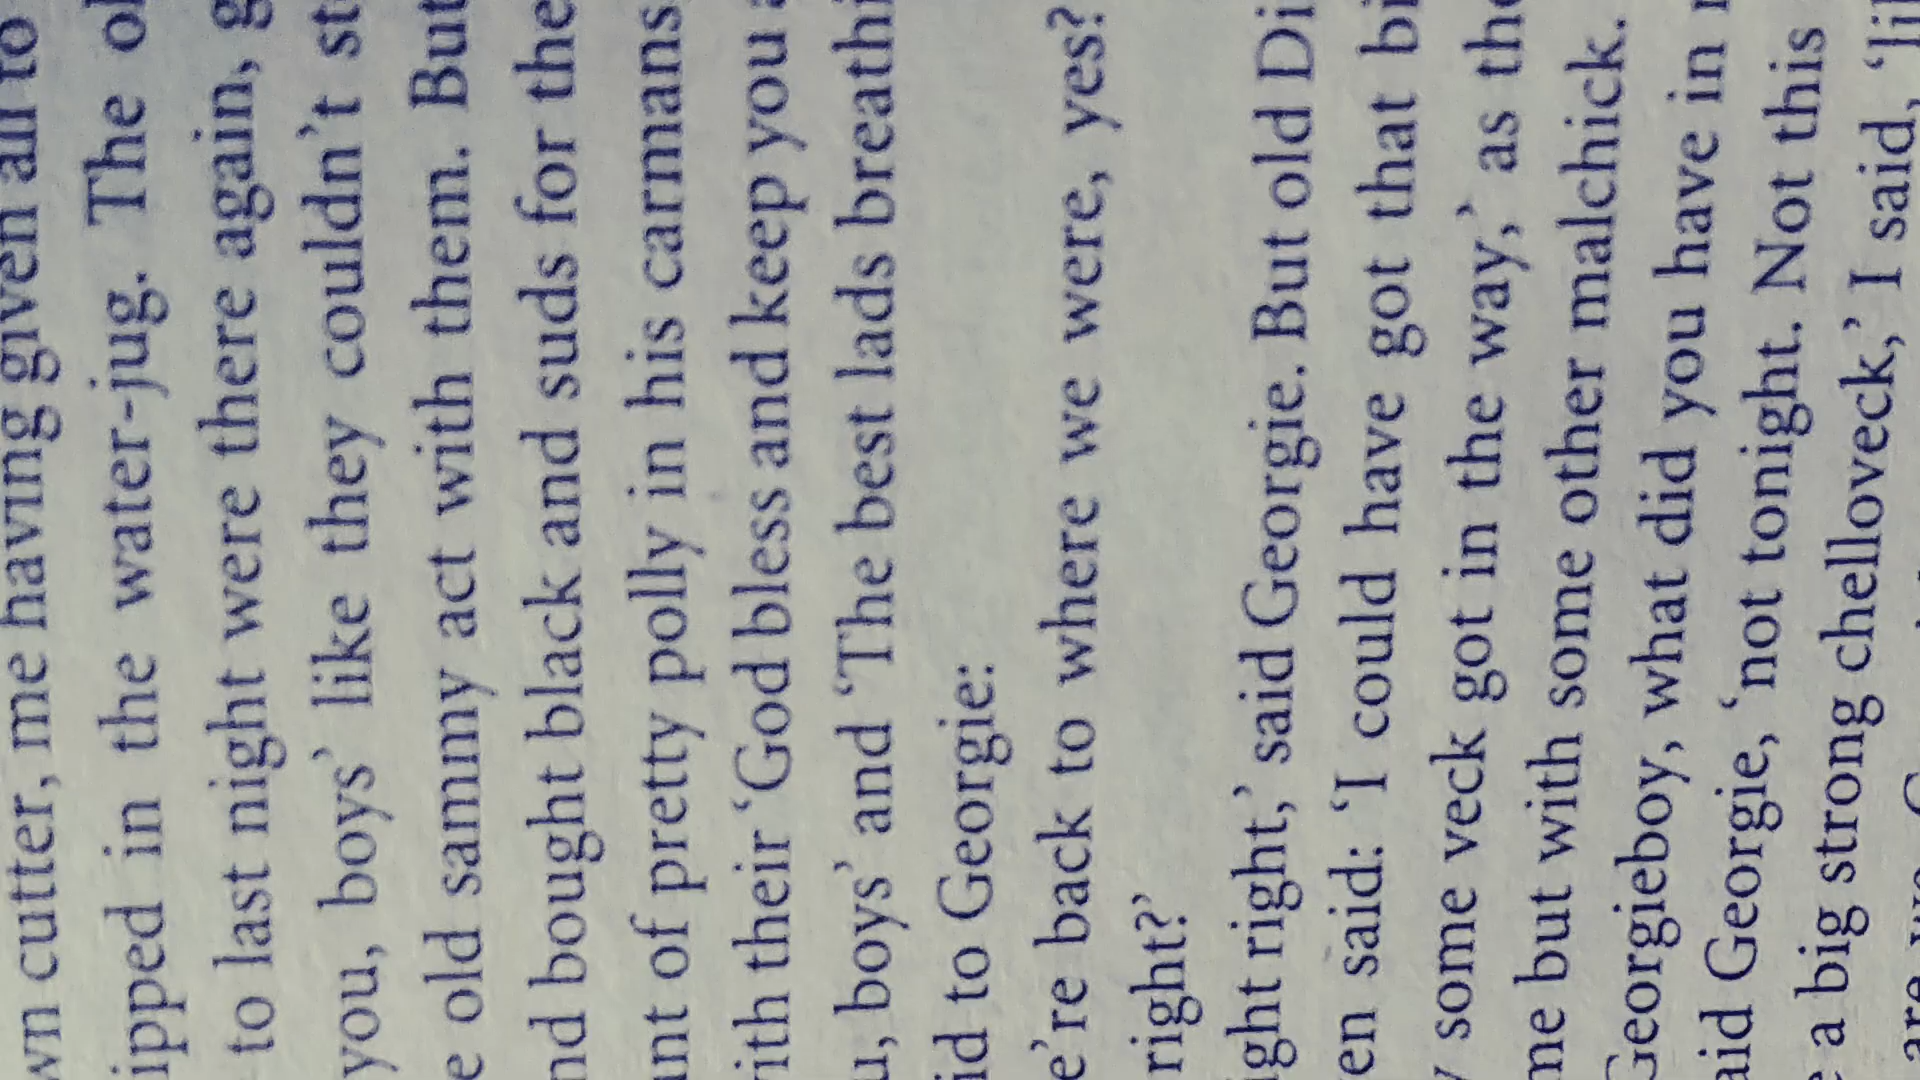 wn cutter, me having given all to
ipped in the water-jug. The ol
to last night were there again, g
you, boys' like they couldn't st
e old sammy act with them. But
nd bought black and suds for the
unt of pretty polly in his carmans
ith their 'God bless and keep you a
u, boys' and 'The best lads breathi
id to Georgie:
e're back to where we were, yes?
right?'
ght right,' said Georgie. But old Di
en said: 'I could have got that bi
y some veck got in the way,' as the
me but with some other malchick.
Georgieboy, what did you have in
aid Georgie, 'not tonight. Not this
e a big strong chelloveck,' I said, 'li
are we